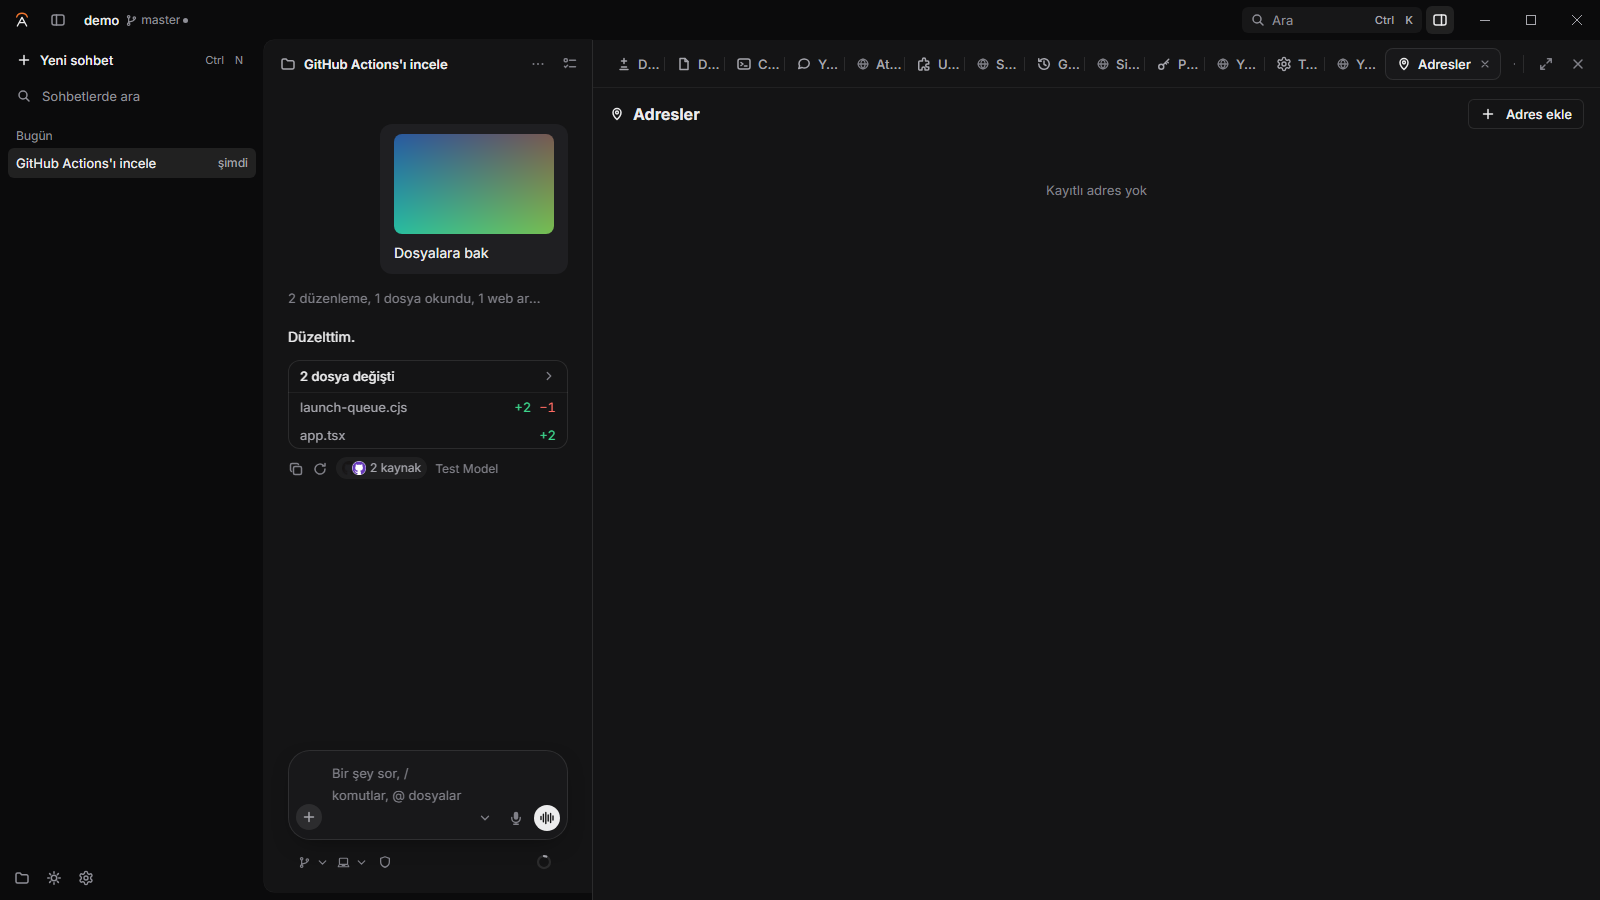 demo master
Ara Ctrl K
Yeni sohbet Ctrl N
Sohbetlerde ara
Bugün
GitHub Actions'ı incele şimdi
GitHub Actions'ı incele
Dosyalara bak
2 düzenleme, 1 dosya okundu, 1 web ar...
Düzelttim.
2 dosya değişti
launch-queue.cjs +2 −1
app.tsx +2
2 kaynak Test Model
Bir şey sor, /
komutlar, @ dosyalar
D... D... C... Y... At... U... S... G... Si... P... Y... T... Y... Adresler
Adresler
Adres ekle
Kayıtlı adres yok